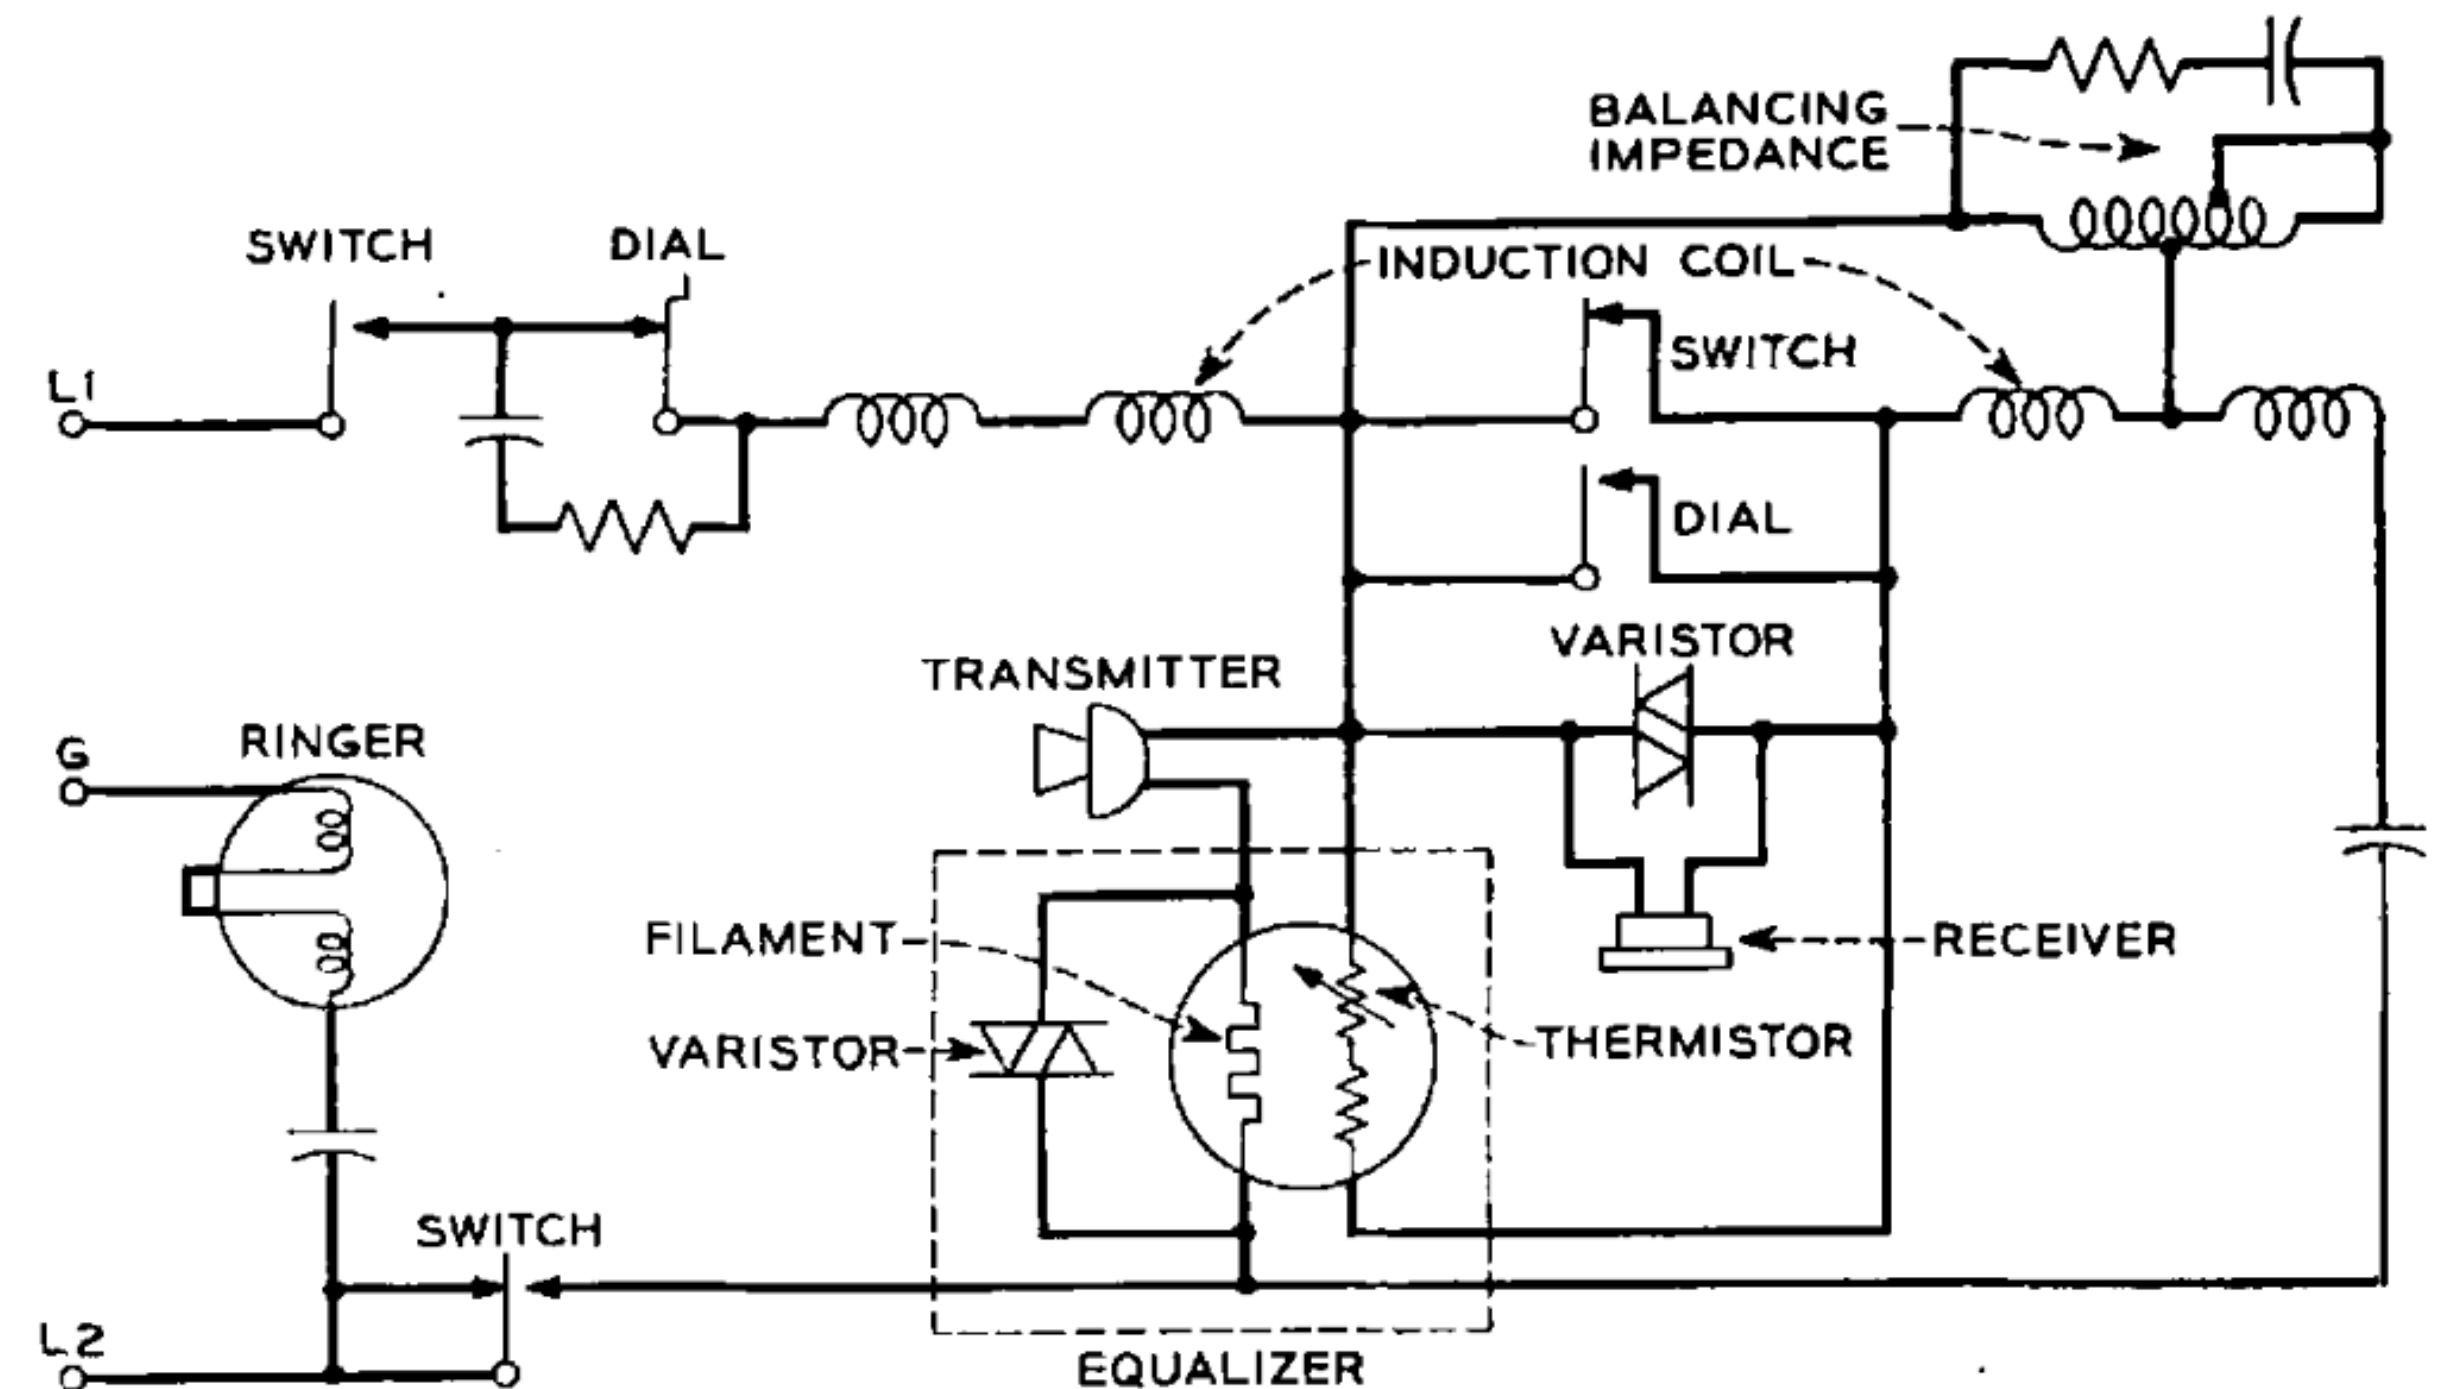 BALANCING
IMPEDANCE
SWITCH
DIAL
INDUCTION COIL
SWITCH
L1
DIAL
VARISTOR
TRANSMITTER
G
RINGER
FILAMENT
RECEIVER
VARISTOR
THERMISTOR
SWITCH
L2
EQUALIZER